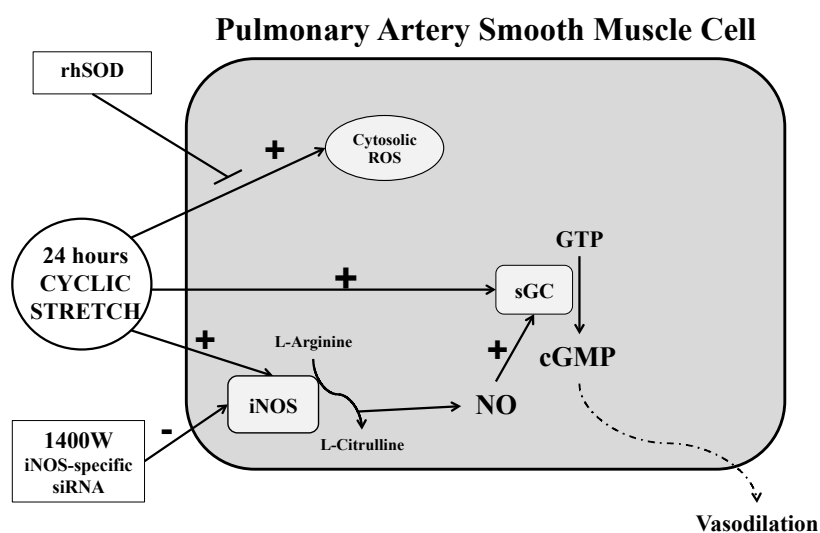 Pulmonary Artery Smooth Muscle Cell
rhSOD
+
Cytosolic
ROS
24 hours
CYCLIC
STRETCH
+
GTP
sGC
+
L-Arginine
+
cGMP
iNOS
NO
-
1400W
iNOS-specific
siRNA
L-Citrulline
Vasodilation